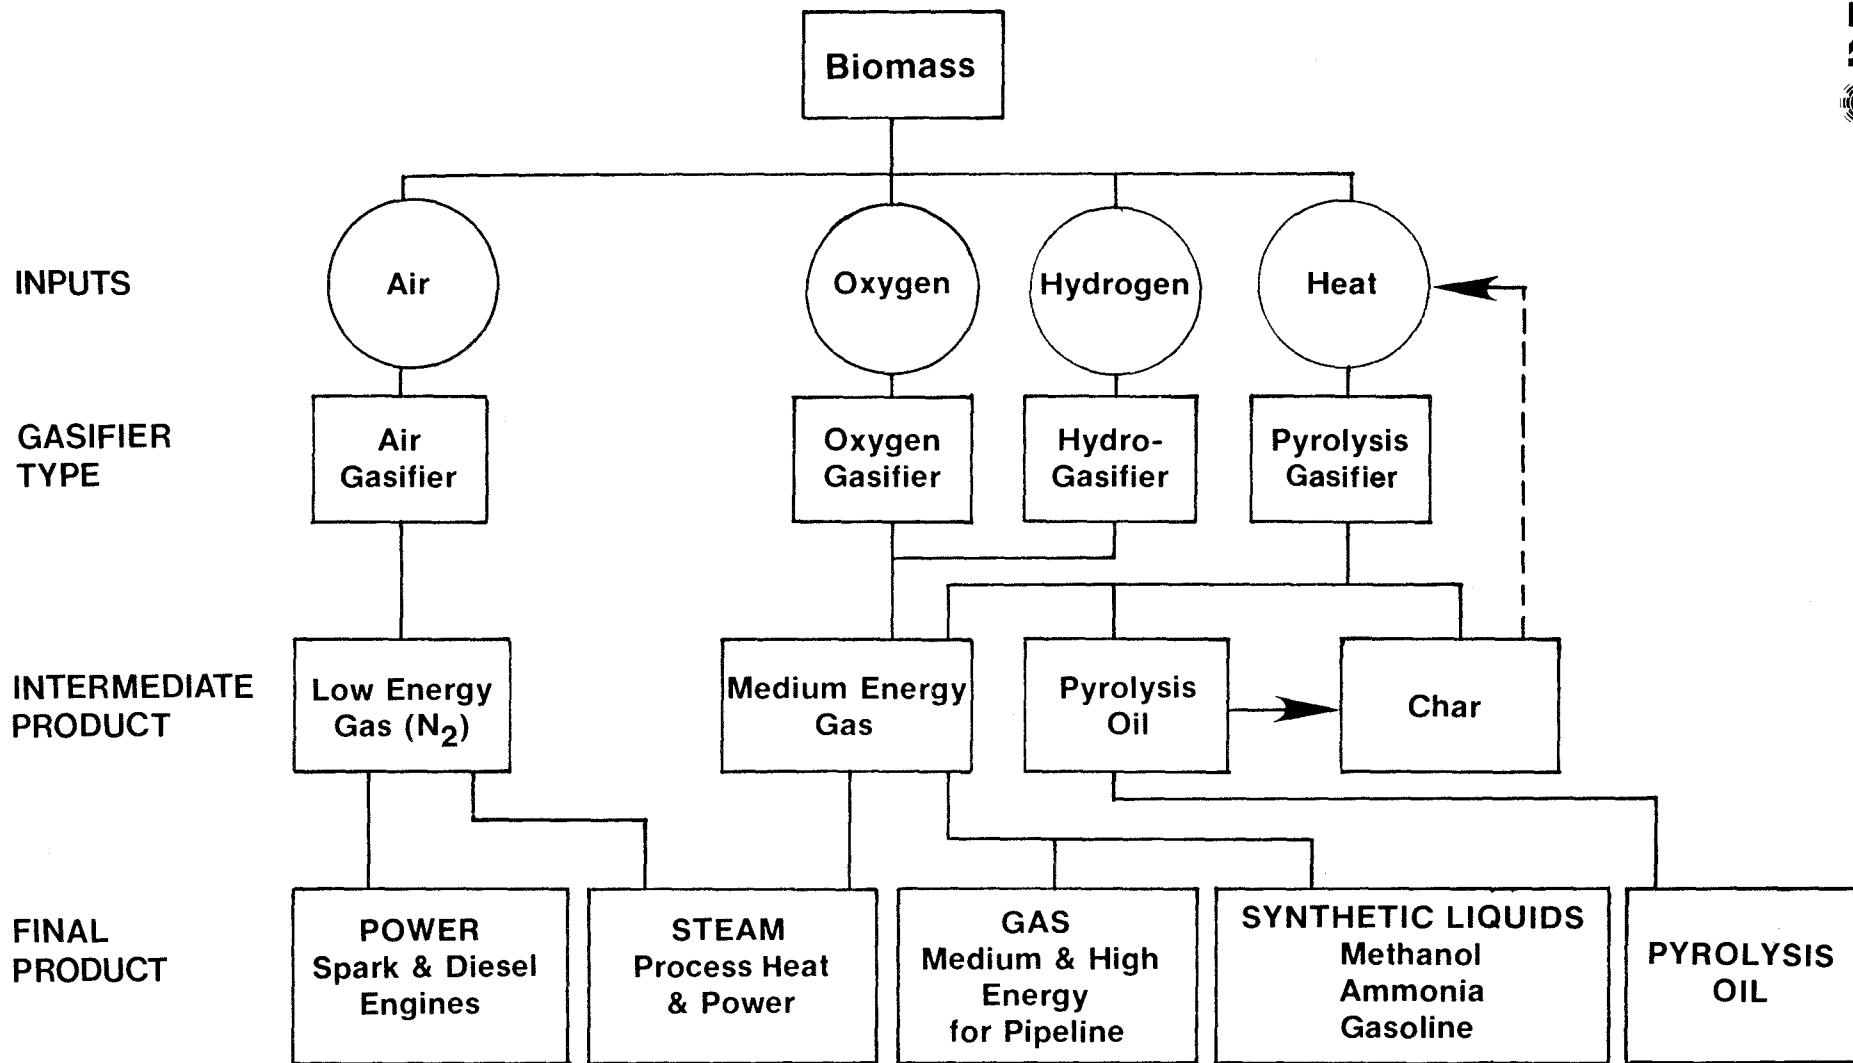 Biomass
INPUTS
Air
Oxygen
Hydrogen
Heat
GASIFIER
TYPE
Air
Gasifier
Oxygen
Gasifier
Hydro-
Gasifier
Pyrolysis
Gasifier
INTERMEDIATE
PRODUCT
Low Energy
Gas (N₂)
Medium Energy
Gas
Pyrolysis
Oil
Char
FINAL
PRODUCT
POWER
Spark & Diesel
Engines
STEAM
Process Heat
& Power
GAS
Medium & High
Energy
for Pipeline
SYNTHETIC LIQUIDS
Methanol
Ammonia
Gasoline
PYROLYSIS
OIL